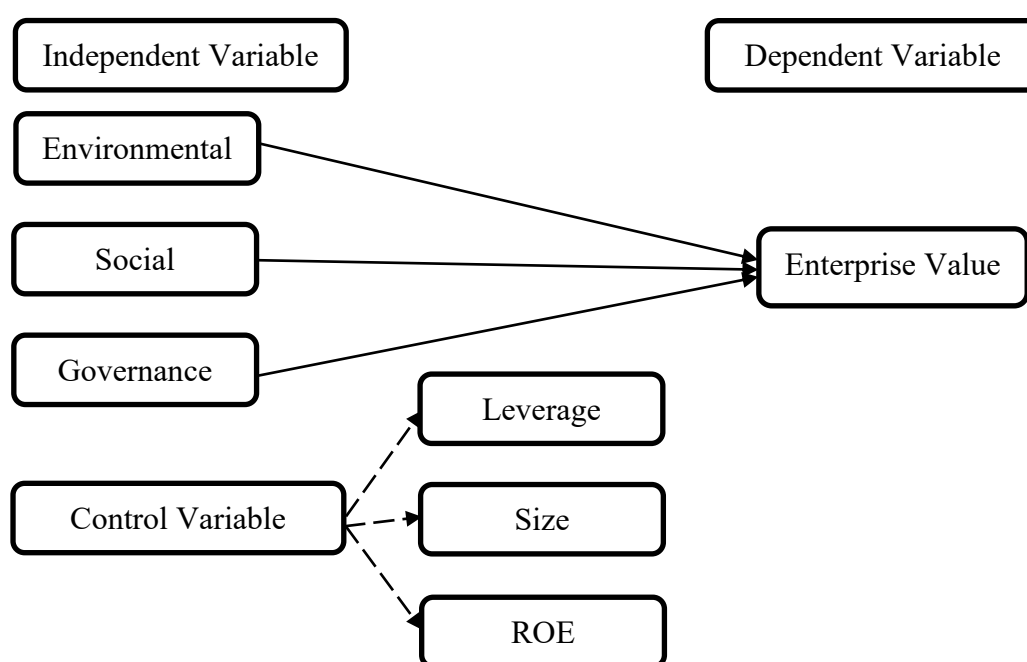 Independent Variable
Dependent Variable
Environmental
Social
Enterprise Value
Governance
Leverage
Control Variable
Size
ROE